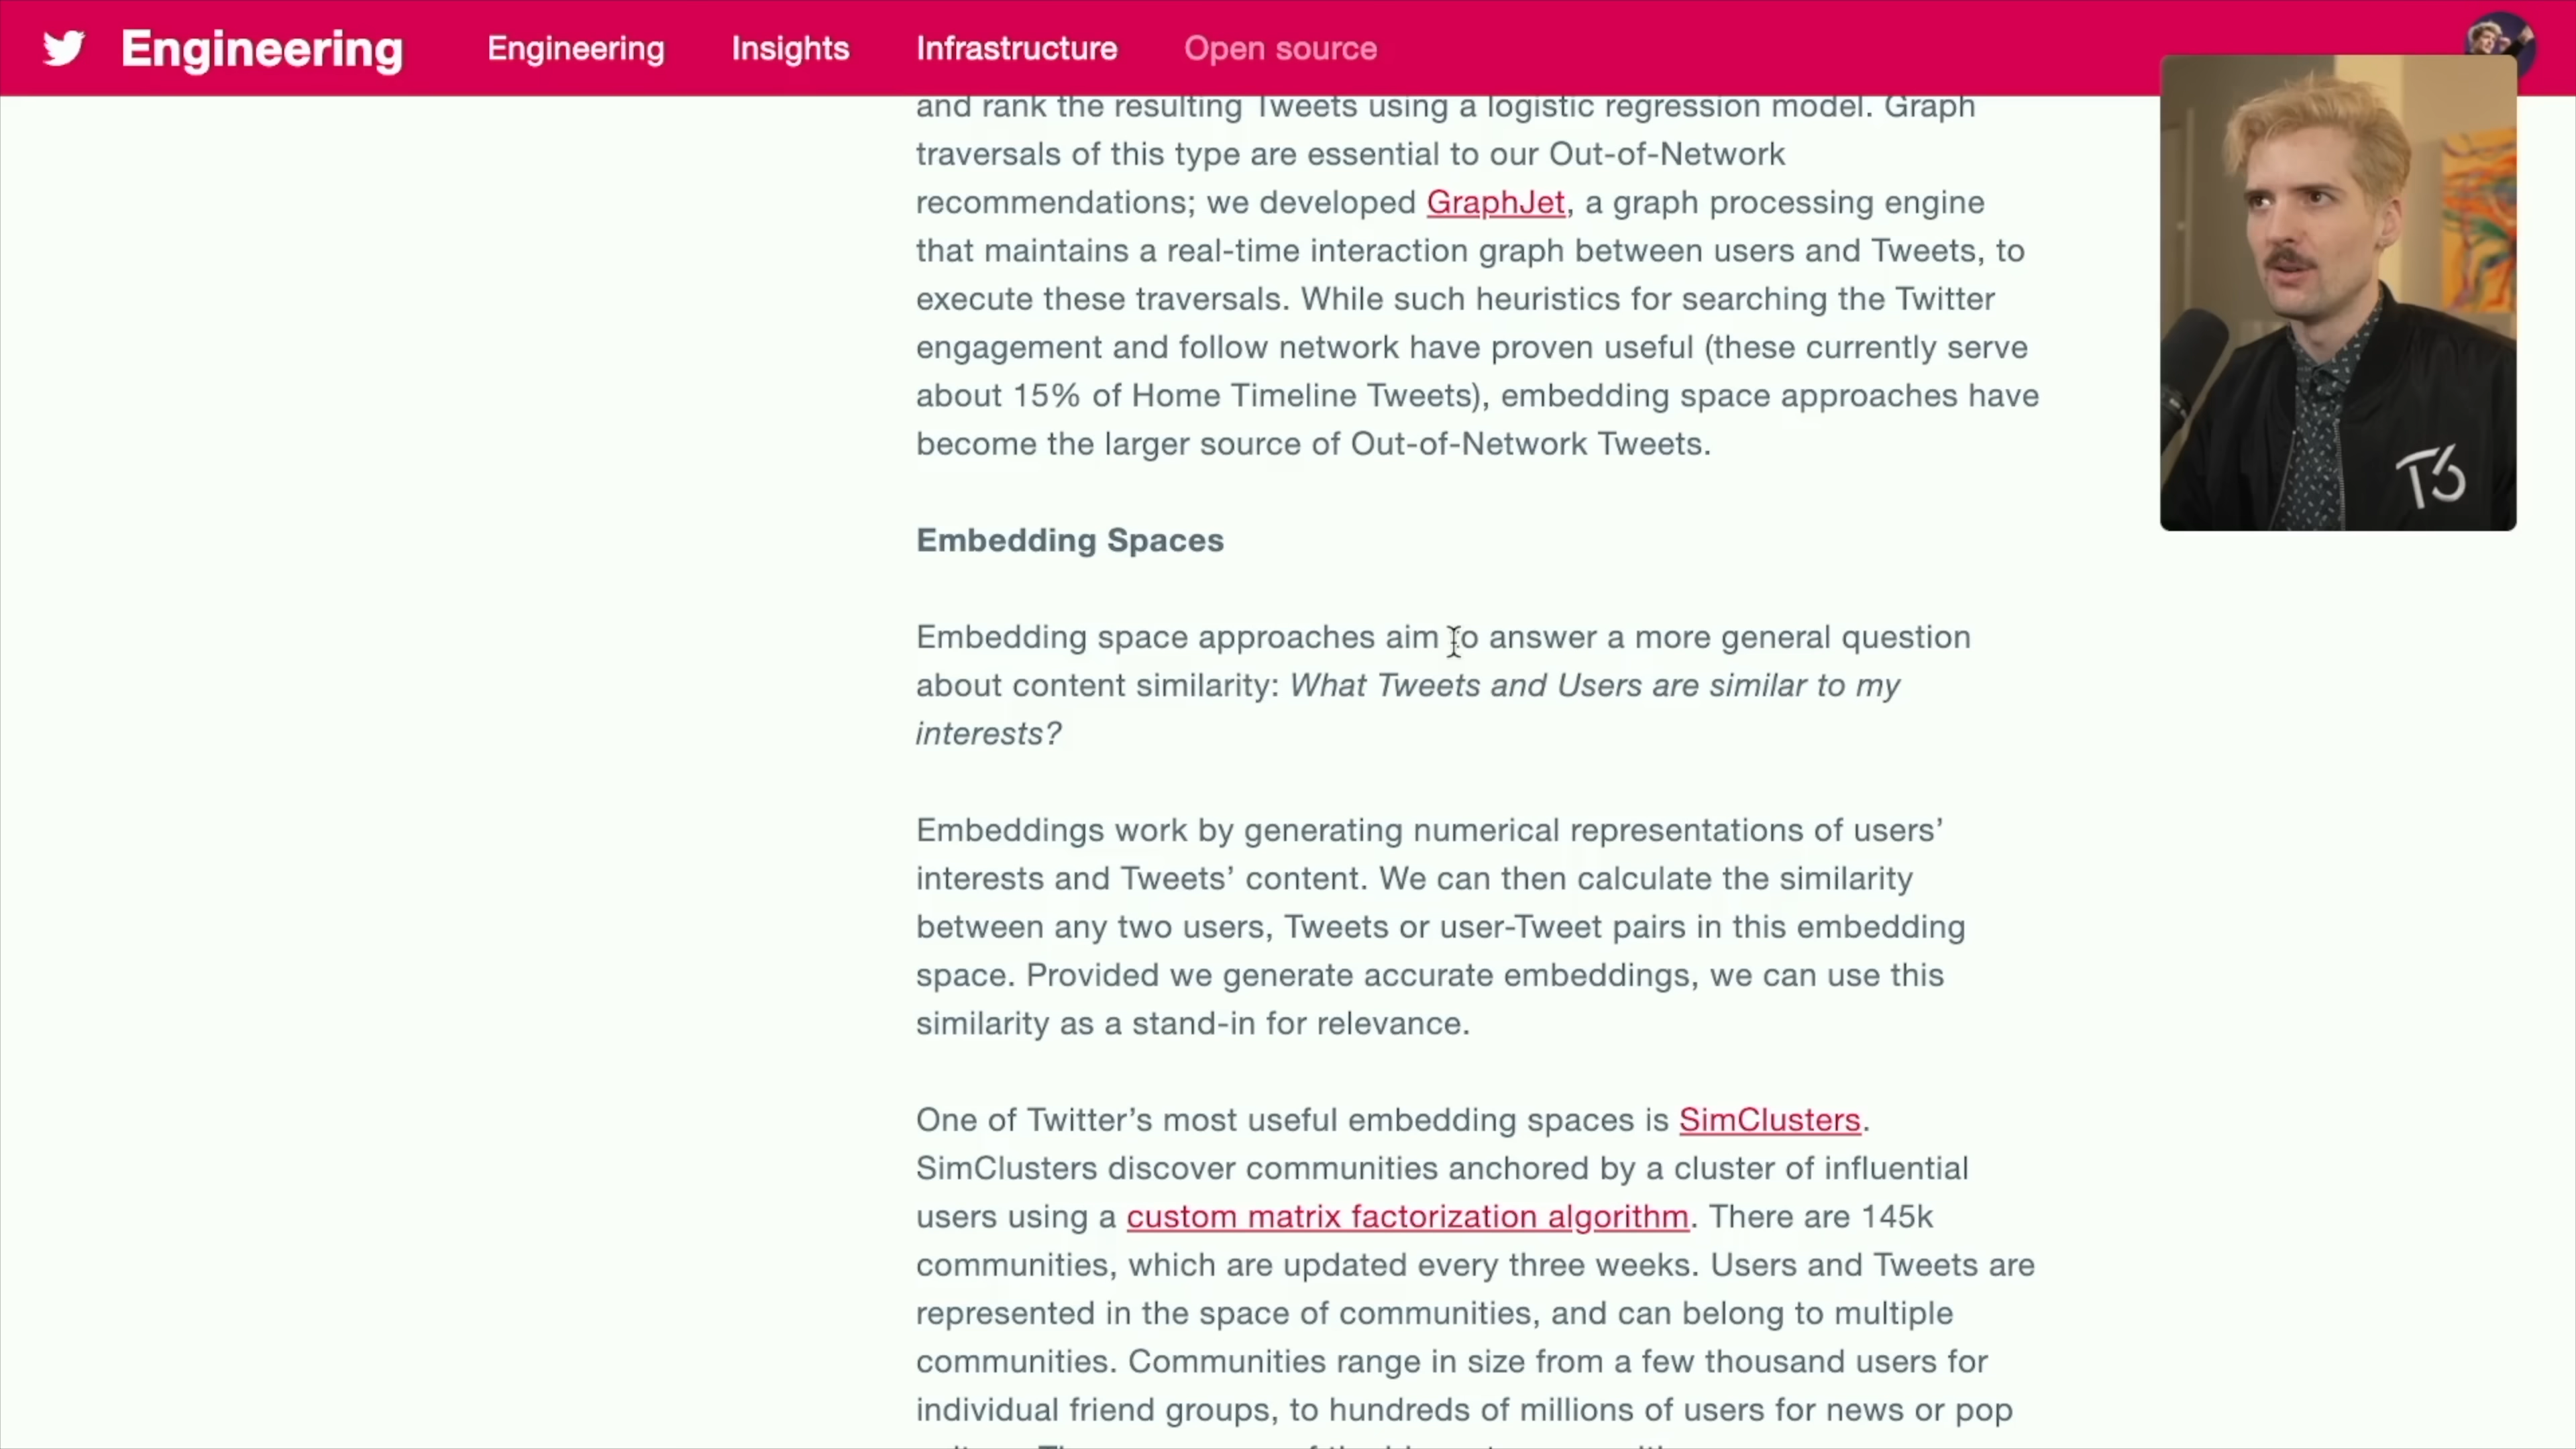 Engineering
Engineering
Insights
Infrastructure
Open source
and rank the resulting Tweets using a logistic regression model. Graph
traversals of this type are essential to our Out-of-Network
recommendations; we developed GraphJet, a graph processing engine
that maintains a real-time interaction graph between users and Tweets, to
execute these traversals. While such heuristics for searching the Twitter
engagement and follow network have proven useful (these currently serve
about 15% of Home Timeline Tweets), embedding space approaches have
become the larger source of Out-of-Network Tweets.
T3
Embedding Spaces
Embedding space approaches aim to answer a more general question
about content similarity: What Tweets and Users are similar to my
interests?
Embeddings work by generating numerical representations of users’
interests and Tweets’ content. We can then calculate the similarity
between any two users, Tweets or user-Tweet pairs in this embedding
space. Provided we generate accurate embeddings, we can use this
similarity as a stand-in for relevance.
One of Twitter’s most useful embedding spaces is SimClusters.
SimClusters discover communities anchored by a cluster of influential
users using a custom matrix factorization algorithm. There are 145k
communities, which are updated every three weeks. Users and Tweets are
represented in the space of communities, and can belong to multiple
communities. Communities range in size from a few thousand users for
individual friend groups, to hundreds of millions of users for news or pop